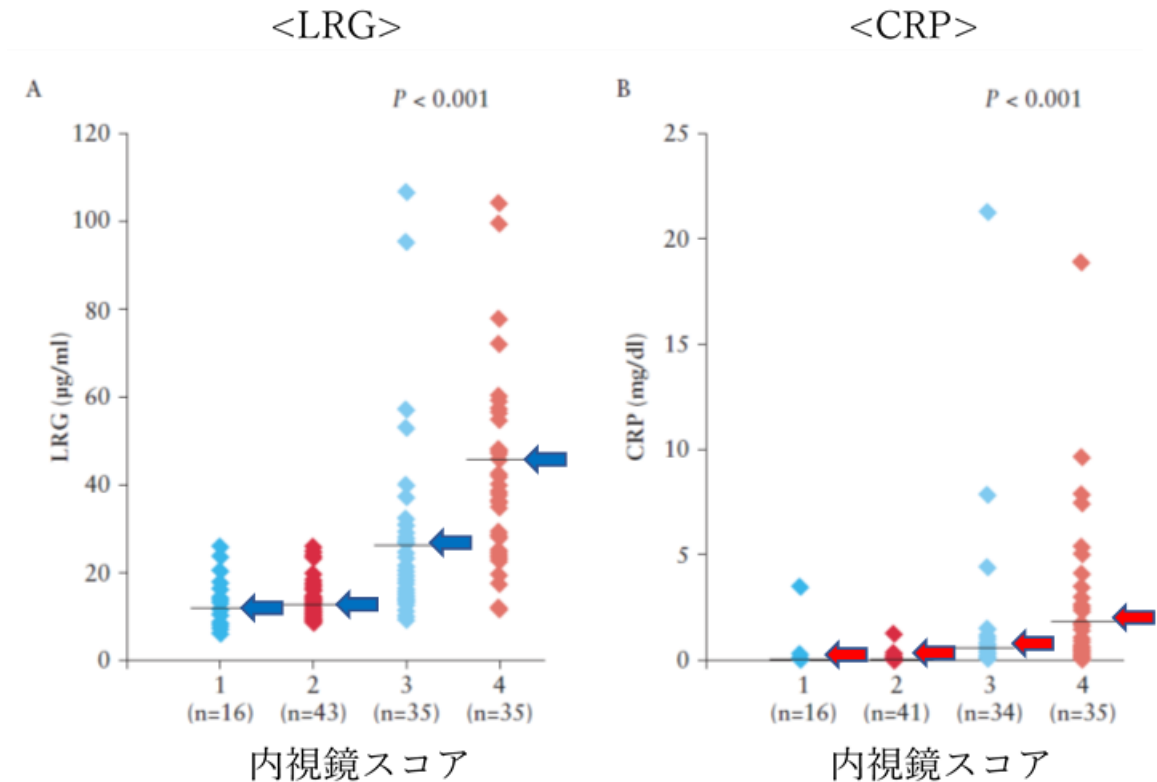 <LRG>
<CRP>
A
P < 0.001
120
100
80
60
40
20
0
LRG (µg/ml)
1
2
3
4
(n=16)
(n=43)
(n=35)
(n=35)
内視鏡スコア
B
P < 0.001
25
20
15
10
5
0
CRP (mg/dl)
1
2
3
4
(n=16)
(n=41)
(n=34)
(n=35)
内視鏡スコア